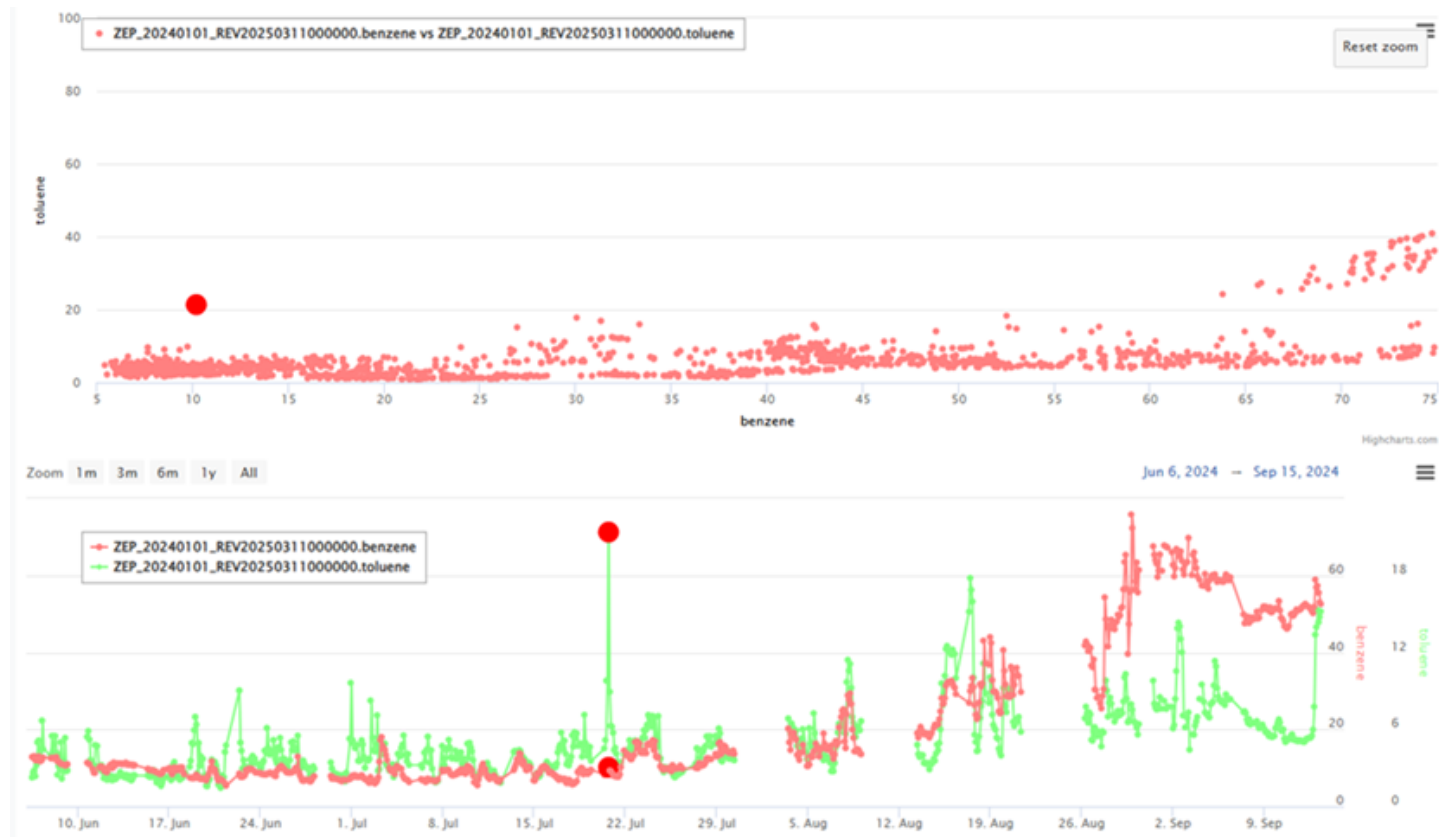 100
ZEP_20240101_REV20250311000000.benzene vs ZEP_20240101_REV20250311000000.toluene
Reset zoom
80
60
toluene
40
20
0
5 10 15 20 25 30 35 40 45 50 55 60 65 70 75
benzene
Highcharts.com
Zoom 1m 3m 6m 1y All Jun 6, 2024 → Sep 15, 2024
ZEP_20240101_REV20250311000000.benzene
ZEP_20240101_REV20250311000000.toluene
60 18
40 12
benzene toluene
20 6
0 0
10. Jun 17. Jun 24. Jun 1. Jul 8. Jul 15. Jul 22. Jul 29. Jul 5. Aug 12. Aug 19. Aug 26. Aug 2. Sep 9. Sep